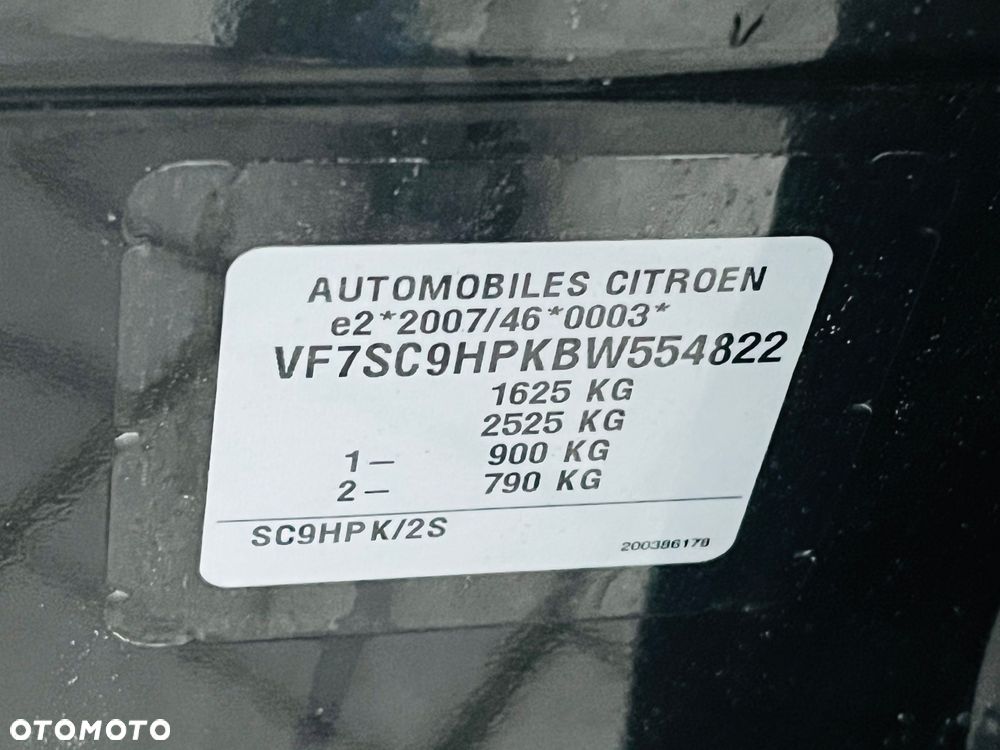 AUTOMOBILES CITROEN
e2*2007/46*0003*
VF7SC9HPKBW554822
1625 KG
2525 KG
1- 900 KG
2- 790 KG
SC9HPK/2S
200386178
OTOMOTO